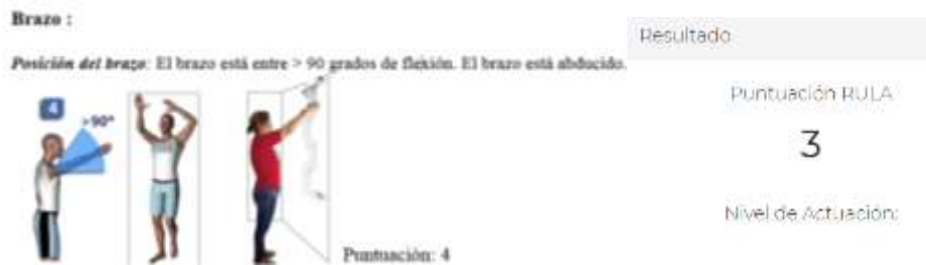 Brazo :
Posición del brazo: El brazo está entre > 90 grados de flexión. El brazo está abducido.
4
>90°
Puntuación: 4
Resultado
Puntuación RULA
3
Nivel de Actuación: